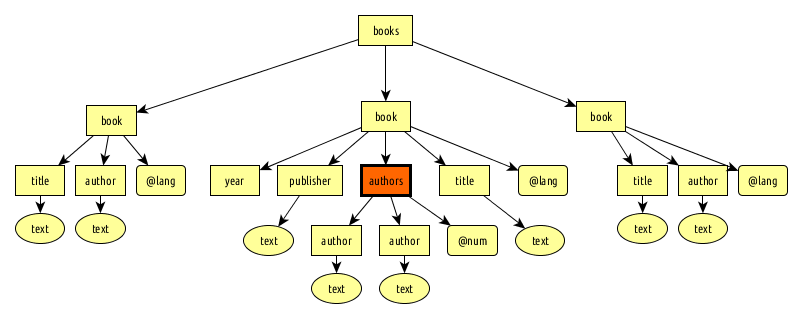 books
book book book
title author @lang year publisher authors title @lang title author @lang
text text text author author @num text text text
text text